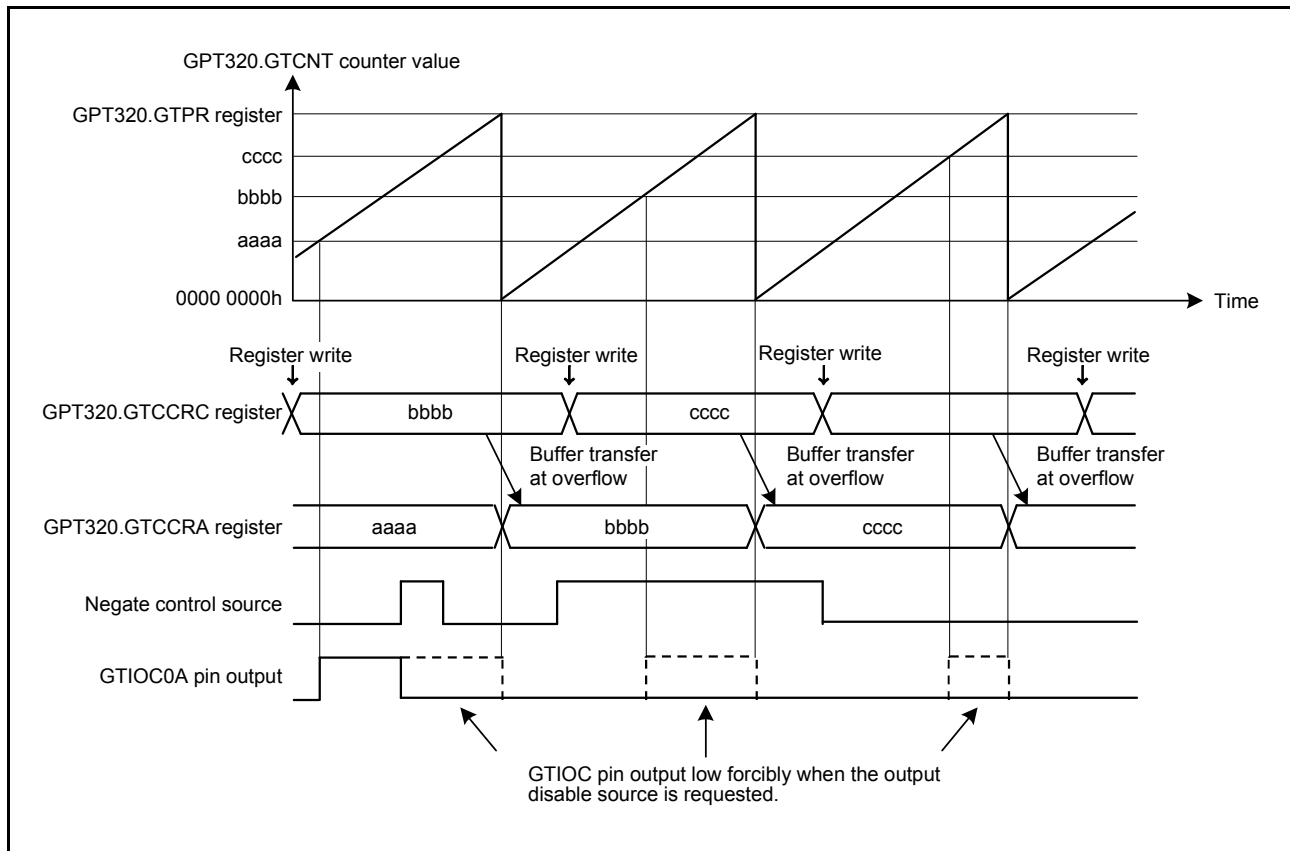 GPT320.GTCNT counter value
GPT320.GTPR register
cccc
bbbb
aaaa
0000 0000h
Time
Register write
Register write
Register write
Register write
GPT320.GTCCRC register
bbbb
cccc
Buffer transfer
at overflow
Buffer transfer
at overflow
Buffer transfer
at overflow
GPT320.GTCCRA register
aaaa
bbbb
cccc
Negate control source
GTIOC0A pin output
GTIOC pin output low forcibly when the output
disable source is requested.